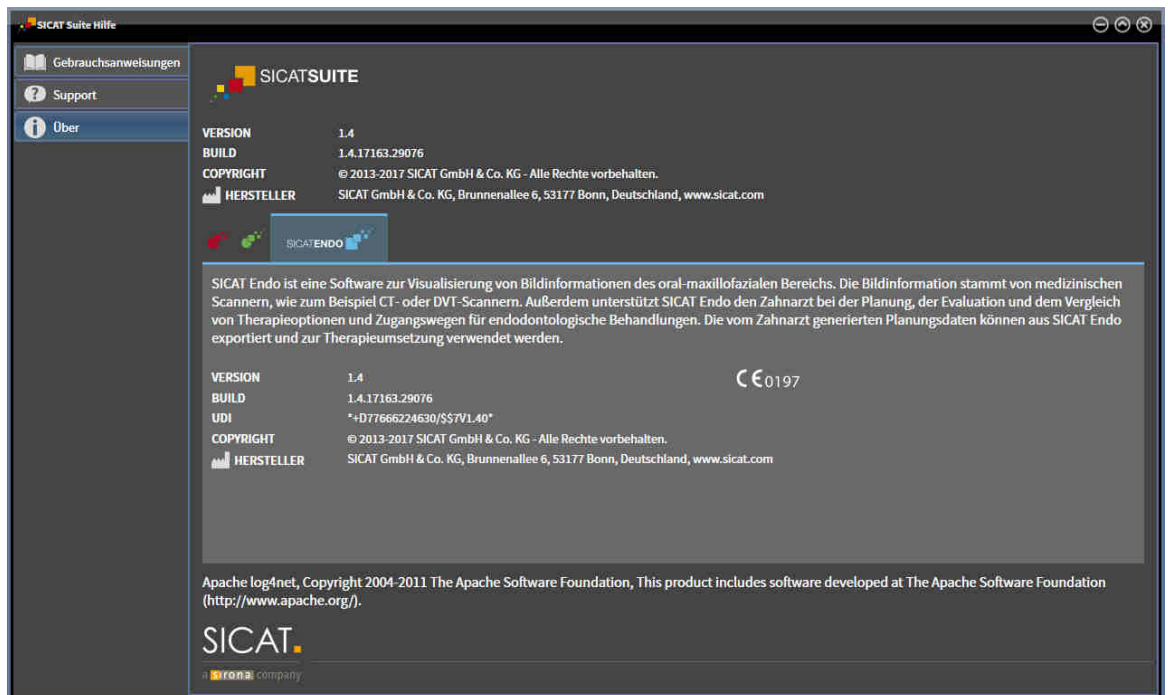 SICAT Suite Hilfe
Gebrauchsanweisungen
Support
Über
SICATSUITE
VERSION 1.4
BUILD 1.4.17163.29076
COPYRIGHT © 2013-2017 SICAT GmbH & Co. KG - Alle Rechte vorbehalten.
HERSTELLER SICAT GmbH & Co. KG, Brunnenallee 6, 53177 Bonn, Deutschland, www.sicat.com
SICATENDO
SICAT Endo ist eine Software zur Visualisierung von Bildinformationen des oral-maxillofazialen Bereichs. Die Bildinformation stammt von medizinischen
Scannern, wie zum Beispiel CT- oder DVT-Scannern. Außerdem unterstützt SICAT Endo den Zahnarzt bei der Planung, der Evaluation und dem Vergleich
von Therapieoptionen und Zugangswegen für endodontologische Behandlungen. Die vom Zahnarzt generierten Planungsdaten können aus SICAT Endo
exportiert und zur Therapieumsetzung verwendet werden.
VERSION 1.4 CE0197
BUILD 1.4.17163.29076
UDI *+D77666224630/$$7V1.40*
COPYRIGHT © 2013-2017 SICAT GmbH & Co. KG - Alle Rechte vorbehalten.
HERSTELLER SICAT GmbH & Co. KG, Brunnenallee 6, 53177 Bonn, Deutschland, www.sicat.com
Apache log4net, Copyright 2004-2011 The Apache Software Foundation, This product includes software developed at The Apache Software Foundation
(http://www.apache.org/).
SICAT.
a sirona company